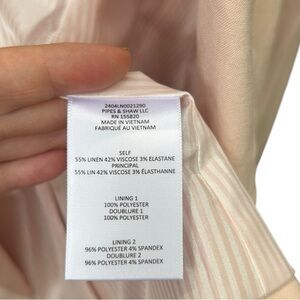 2404LN0021290
PIPES & SHAW LLC
RN 155820
MADE IN VIETNAM
FABRIQUÉ AU VIETNAM
SELF
55% LINEN 42% VISCOSE 3% ELASTANE
PRINCIPAL
55% LIN 42% VISCOSE 3% ÉLASTHANNE
LINING 1
100% POLYESTER
DOUBLURE 1
100% POLYESTER
LINING 2
96% POLYESTER 4% SPANDEX
DOUBLURE 2
96% POLYESTER 4% SPANDEX